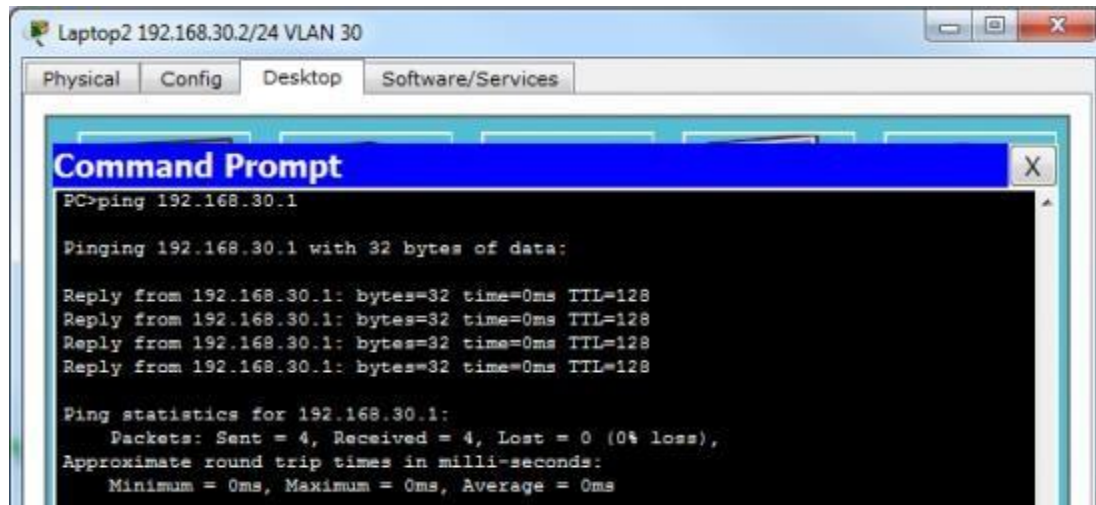 Laptop2 192.168.30.2/24 VLAN 30
X
Physical Config Desktop Software/Services
Command Prompt
X
PC>ping 192.168.30.1
Pinging 192.168.30.1 with 32 bytes of data:
Reply from 192.168.30.1: bytes=32 time=0ms TTL=128
Reply from 192.168.30.1: bytes=32 time=0ms TTL=128
Reply from 192.168.30.1: bytes=32 time=0ms TTL=128
Reply from 192.168.30.1: bytes=32 time=0ms TTL=128
Ping statistics for 192.168.30.1:
Packets: Sent = 4, Received = 4, Lost = 0 (0% loss),
Approximate round trip times in milli-seconds:
Minimum = 0ms, Maximum = 0ms, Average = 0ms